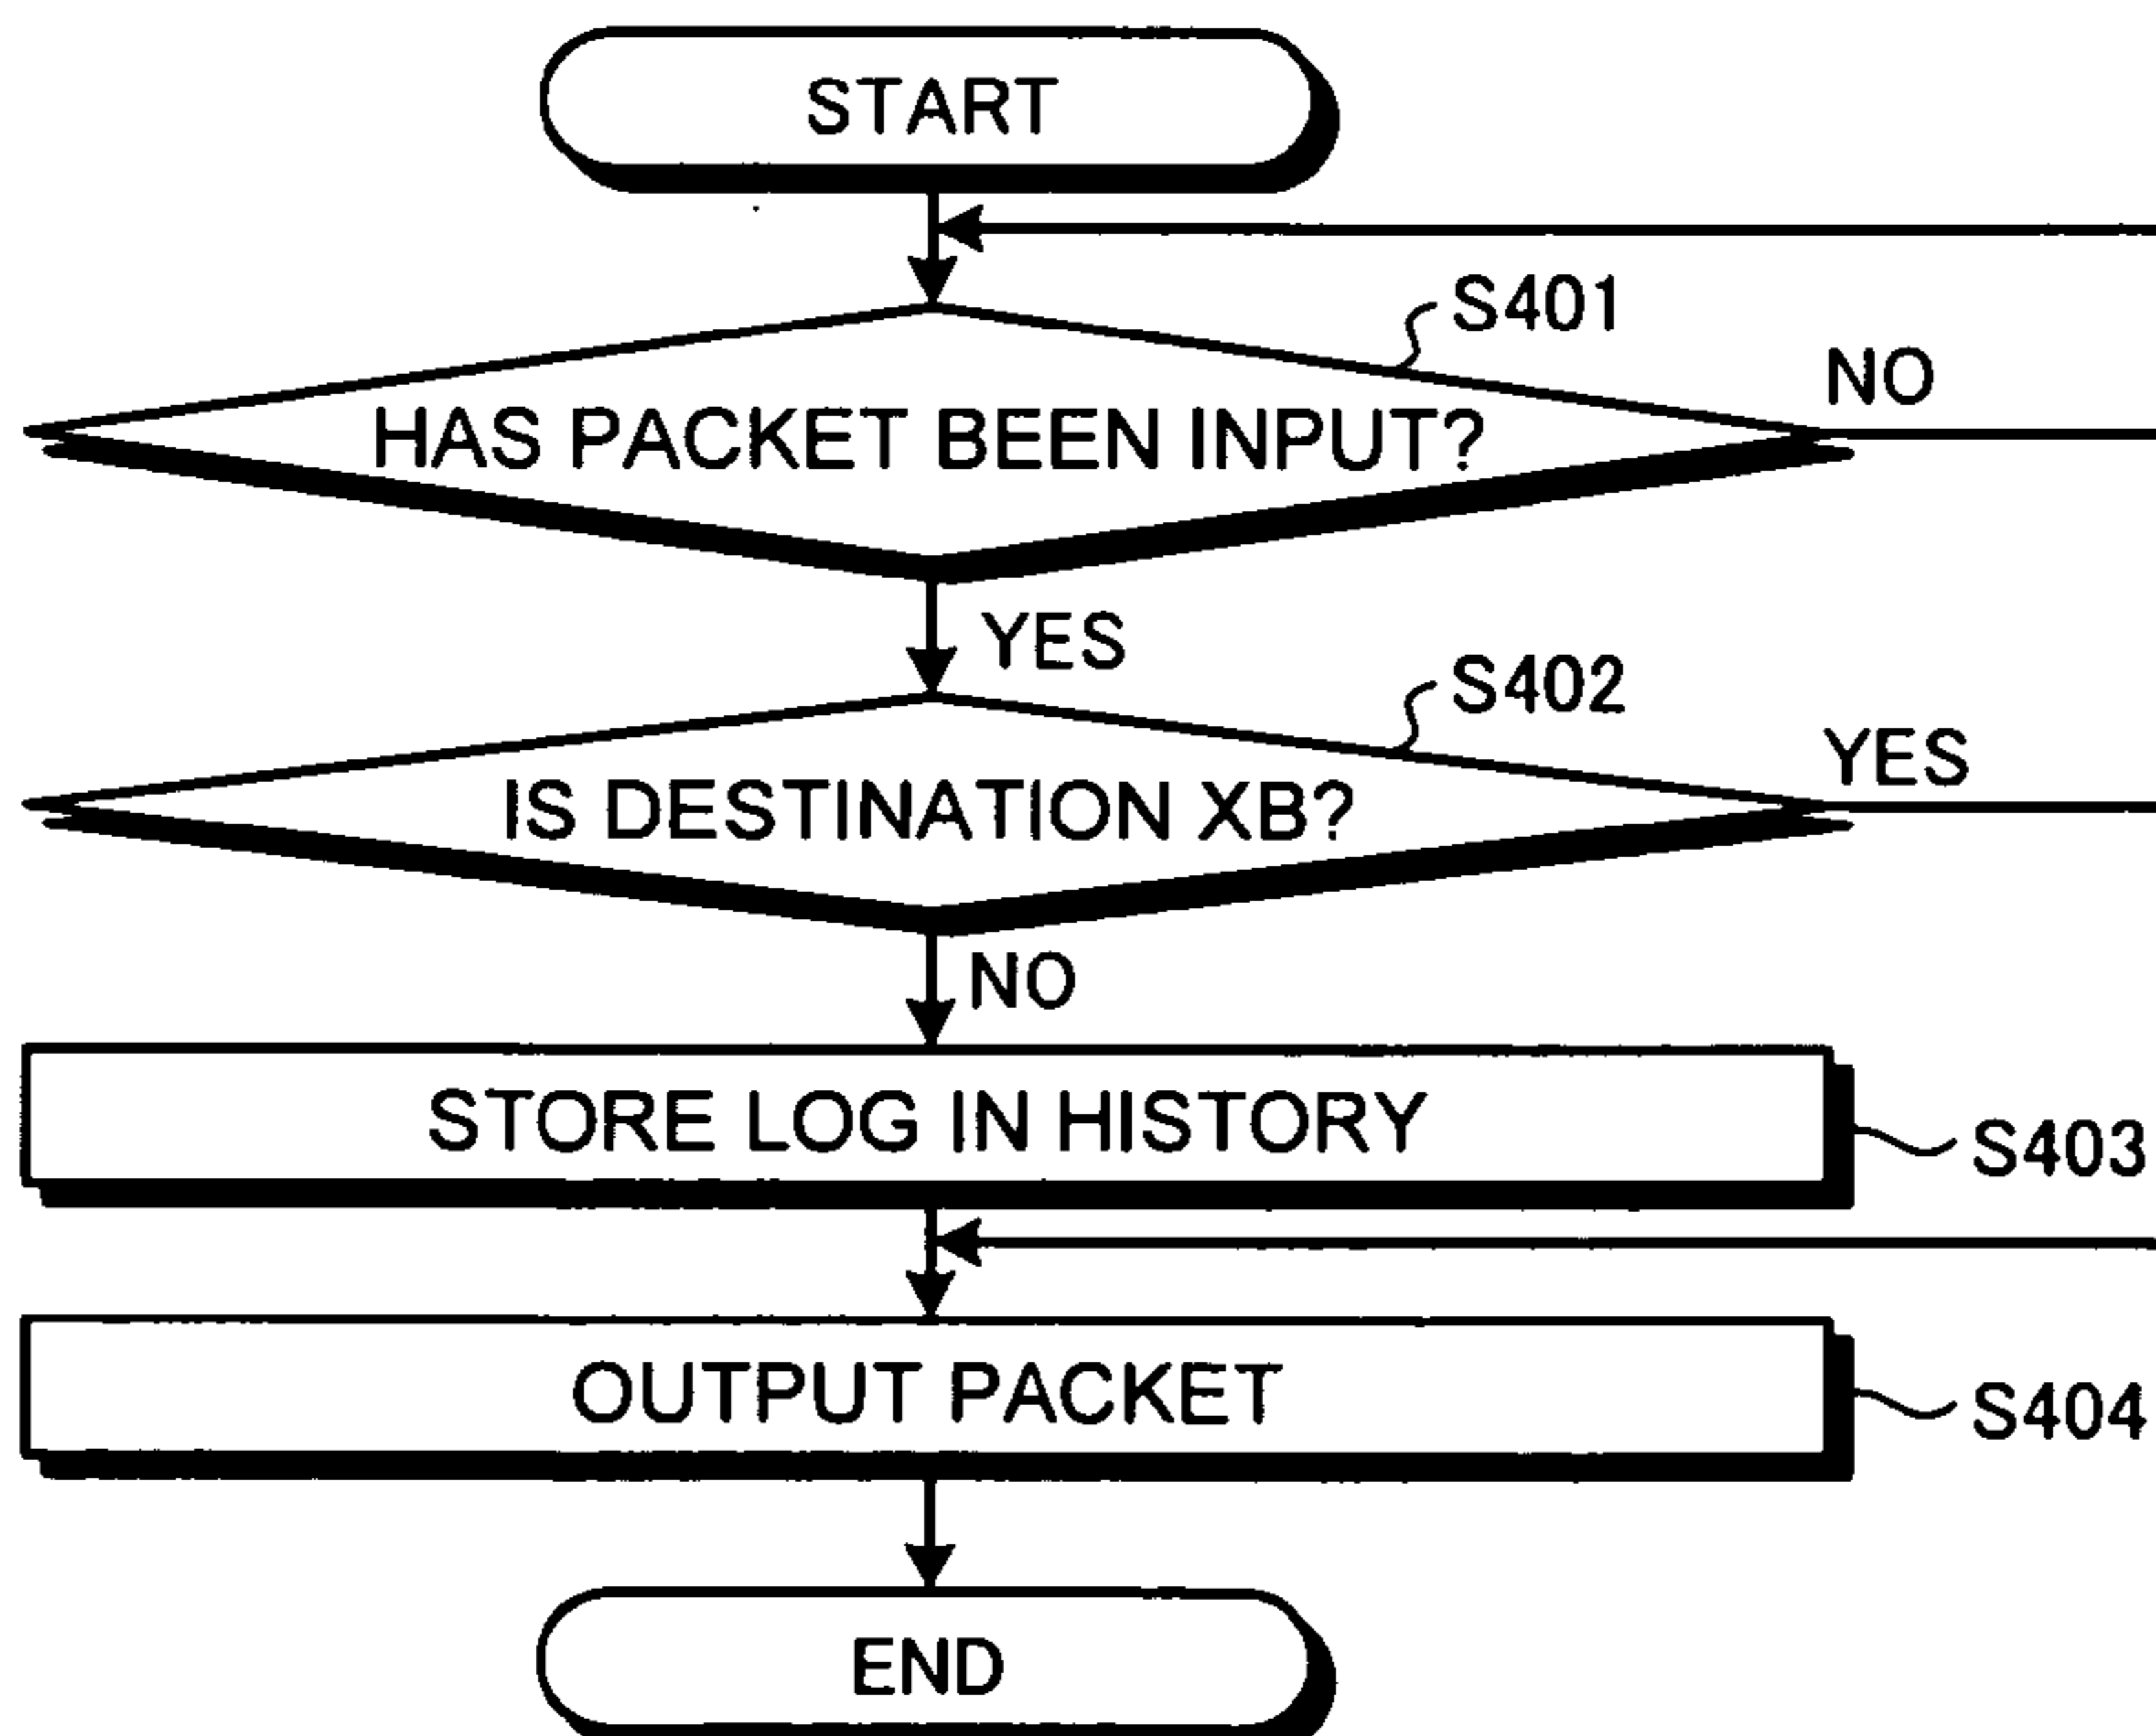 START
S401
NO
HAS PACKET BEEN INPUT?
YES
S402
YES
IS DESTINATION XB?
NO
STORE LOG IN HISTORY
S403
OUTPUT PACKET
S404
END